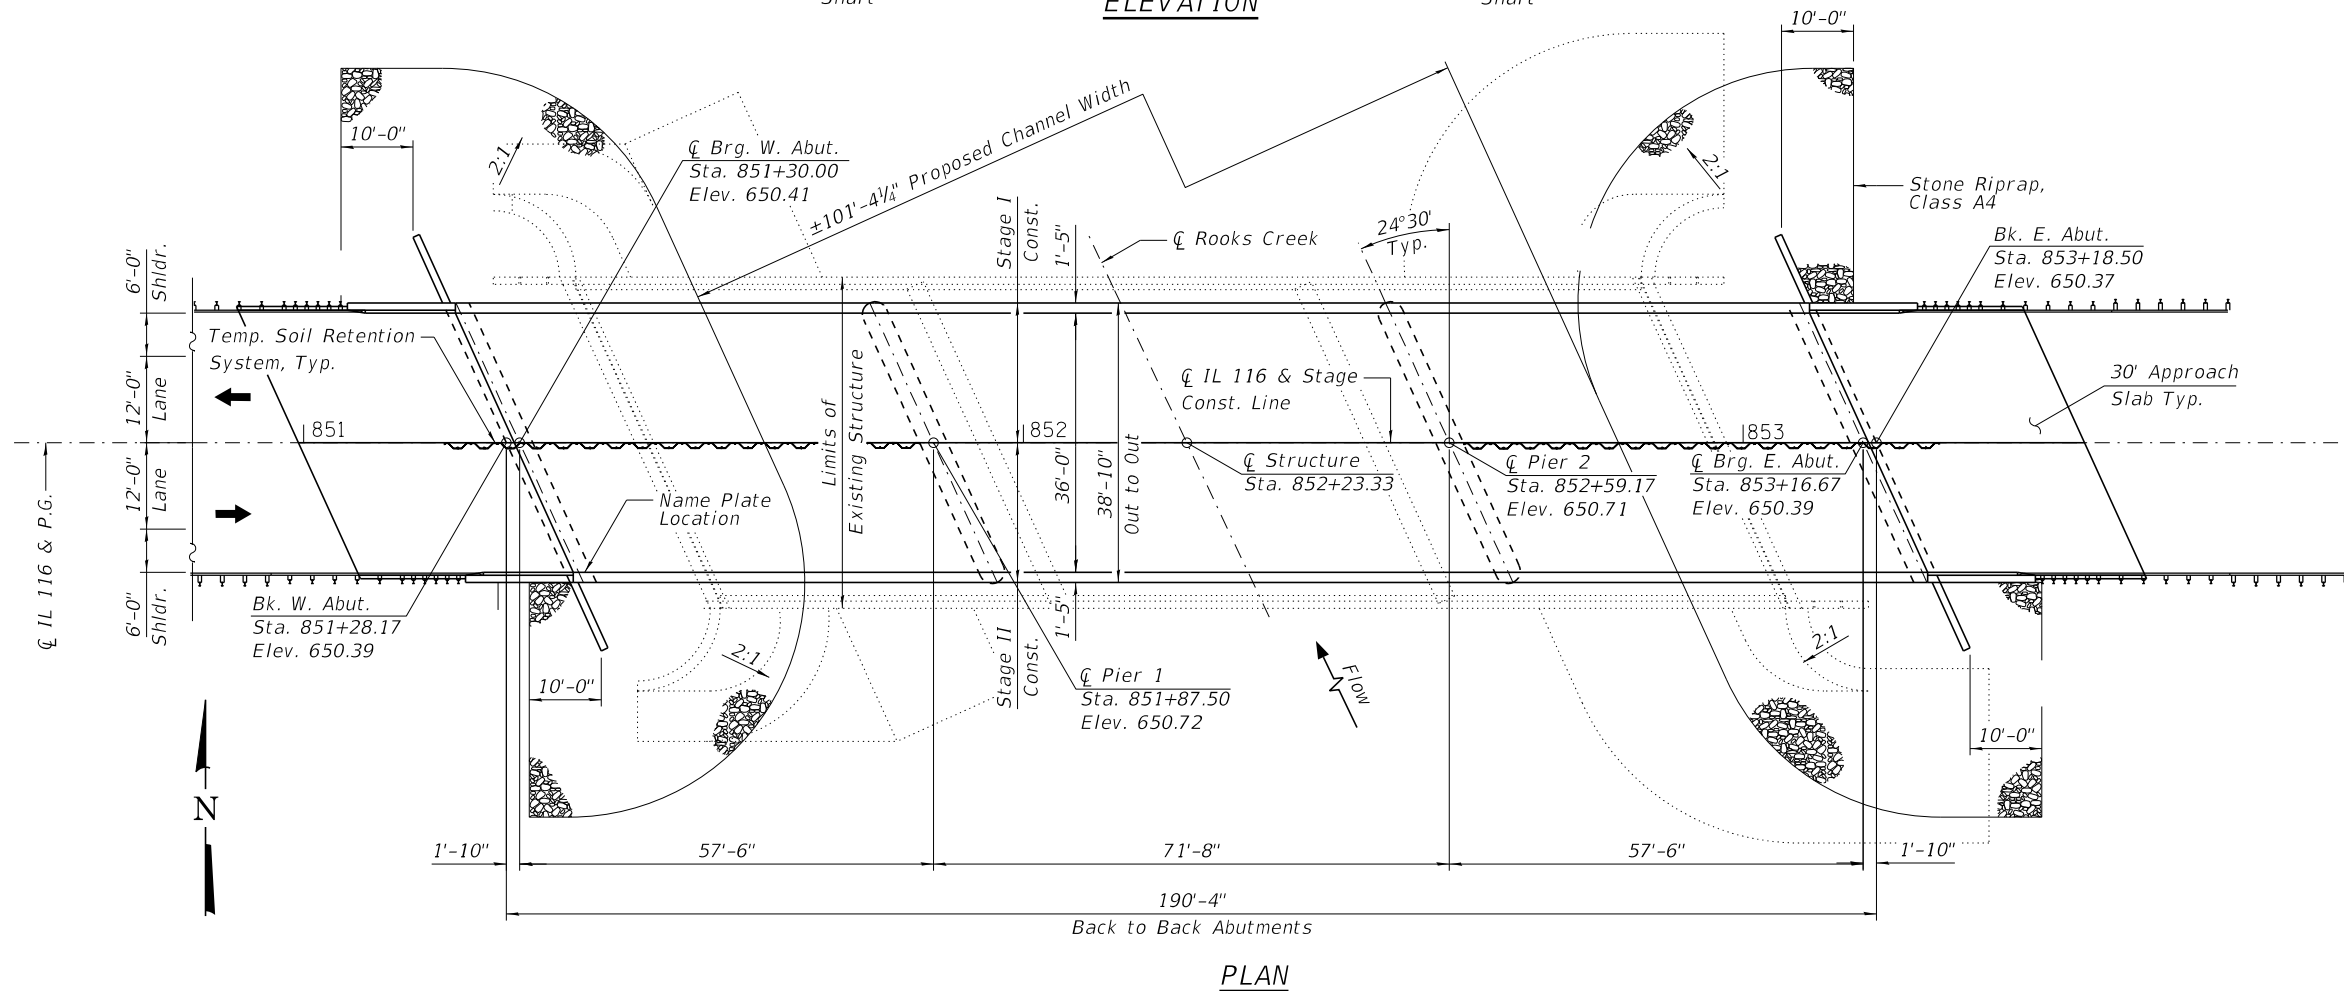 ELEVATION
10'-0"
10'-0"
2:1
℄ Brg. W. Abut.
Sta. 851+30.00
Elev. 650.41
±101'-4¼" Proposed Channel Width
Stage I
Const.
1'-5"
℄ Rooks Creek
24°30'
Typ.
2:1
Stone Riprap,
Class A4
Bk. E. Abut.
Sta. 853+18.50
Elev. 650.37
6'-0"
Shldr.
12'-0"
Lane
12'-0"
Lane
6'-0"
Shldr.
Temp. Soil Retention
System, Typ.
Limits of
Existing Structure
℄ IL 116 & Stage
Const. Line
30' Approach
Slab Typ.
851
852
853
℄ IL 116 & P.G.
Name Plate
Location
36'-0"
38'-10"
Out to Out
℄ Structure
Sta. 852+23.33
℄ Pier 2
Sta. 852+59.17
Elev. 650.71
℄ Brg. E. Abut.
Sta. 853+16.67
Elev. 650.39
Bk. W. Abut.
Sta. 851+28.17
Elev. 650.39
2:1
10'-0"
Stage II
Const.
1'-5"
℄ Pier 1
Sta. 851+87.50
Elev. 650.72
Flow
2:1
10'-0"
N
1'-10"
57'-6"
71'-8"
57'-6"
1'-10"
190'-4"
Back to Back Abutments
PLAN